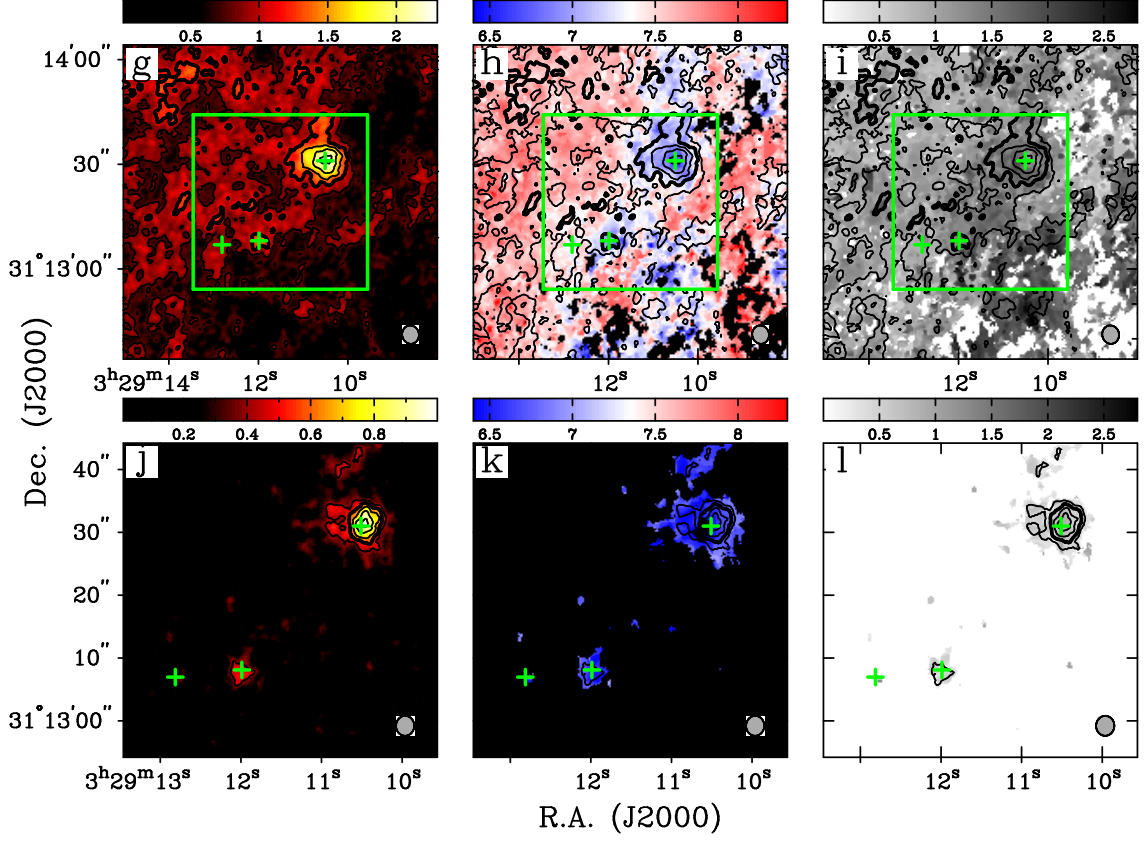 0.5 1 1.5 2
6.5 7 7.5 8
0.5 1 1.5 2 2.5
g
h
i
14'00"
30"
31°13'00"
3ʰ29ᵐ14ˢ 12ˢ 10ˢ
12ˢ 10ˢ
12ˢ 10ˢ
0.2 0.4 0.6 0.8
6.5 7 7.5 8
0.5 1 1.5 2 2.5
j
k
l
40"
30"
20"
10"
31°13'00"
3ʰ29ᵐ13ˢ 12ˢ 11ˢ 10ˢ
12ˢ 11ˢ 10ˢ
12ˢ 11ˢ 10ˢ
Dec. (J2000)
R.A. (J2000)